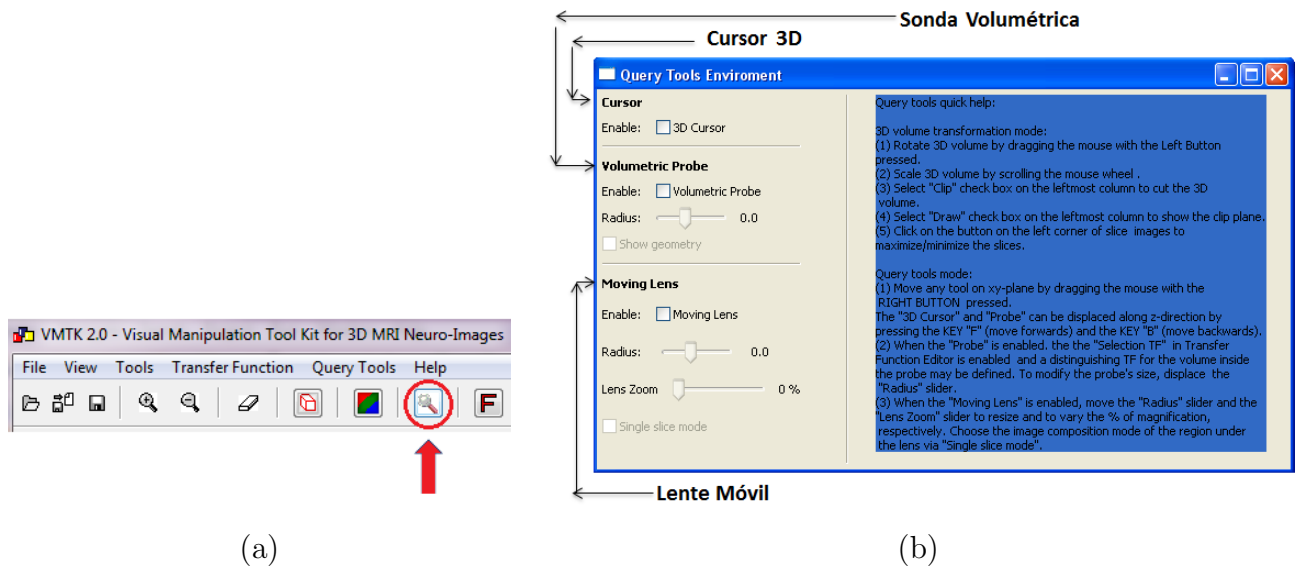 Sonda Volumétrica
Cursor 3D
Query Tools Enviroment
Cursor
Enable: 3D Cursor
Volumetric Probe
Enable: Volumetric Probe
Radius: 0.0
Show geometry
Moving Lens
Enable: Moving Lens
Radius: 0.0
Lens Zoom 0 %
Single slice mode
Query tools quick help:
3D volume transformation mode:
(1) Rotate 3D volume by dragging the mouse with the Left Button
pressed.
(2) Scale 3D volume by scrolling the mouse wheel .
(3) Select "Clip" check box on the leftmost column to cut the 3D
volume.
(4) Select "Draw" check box on the leftmost column to show the clip plane.
(5) Click on the button on the left corner of slice images to
maximize/minimize the slices.
Query tools mode:
(1) Move any tool on xy-plane by dragging the mouse with the
RIGHT BUTTON pressed.
The "3D Cursor" and "Probe" can be displaced along z-direction by
pressing the KEY "F" (move forwards) and the KEY "B" (move backwards).
(2) When the "Probe" is enabled. the the "Selection TF" in Transfer
Function Editor is enabled and a distinguishing TF for the volume inside
the probe may be defined. To modify the probe's size, displace the
"Radius" slider.
(3) When the "Moving Lens" is enabled, move the "Radius" slider and the
"Lens Zoom" slider to resize and to vary the % of magnification,
respectively. Choose the image composition mode of the region under
the lens via "Single slice mode".
Lente Móvil
VMTK 2.0 - Visual Manipulation Tool Kit for 3D MRI Neuro-Images
File View Tools Transfer Function Query Tools Help
F
(a)
(b)